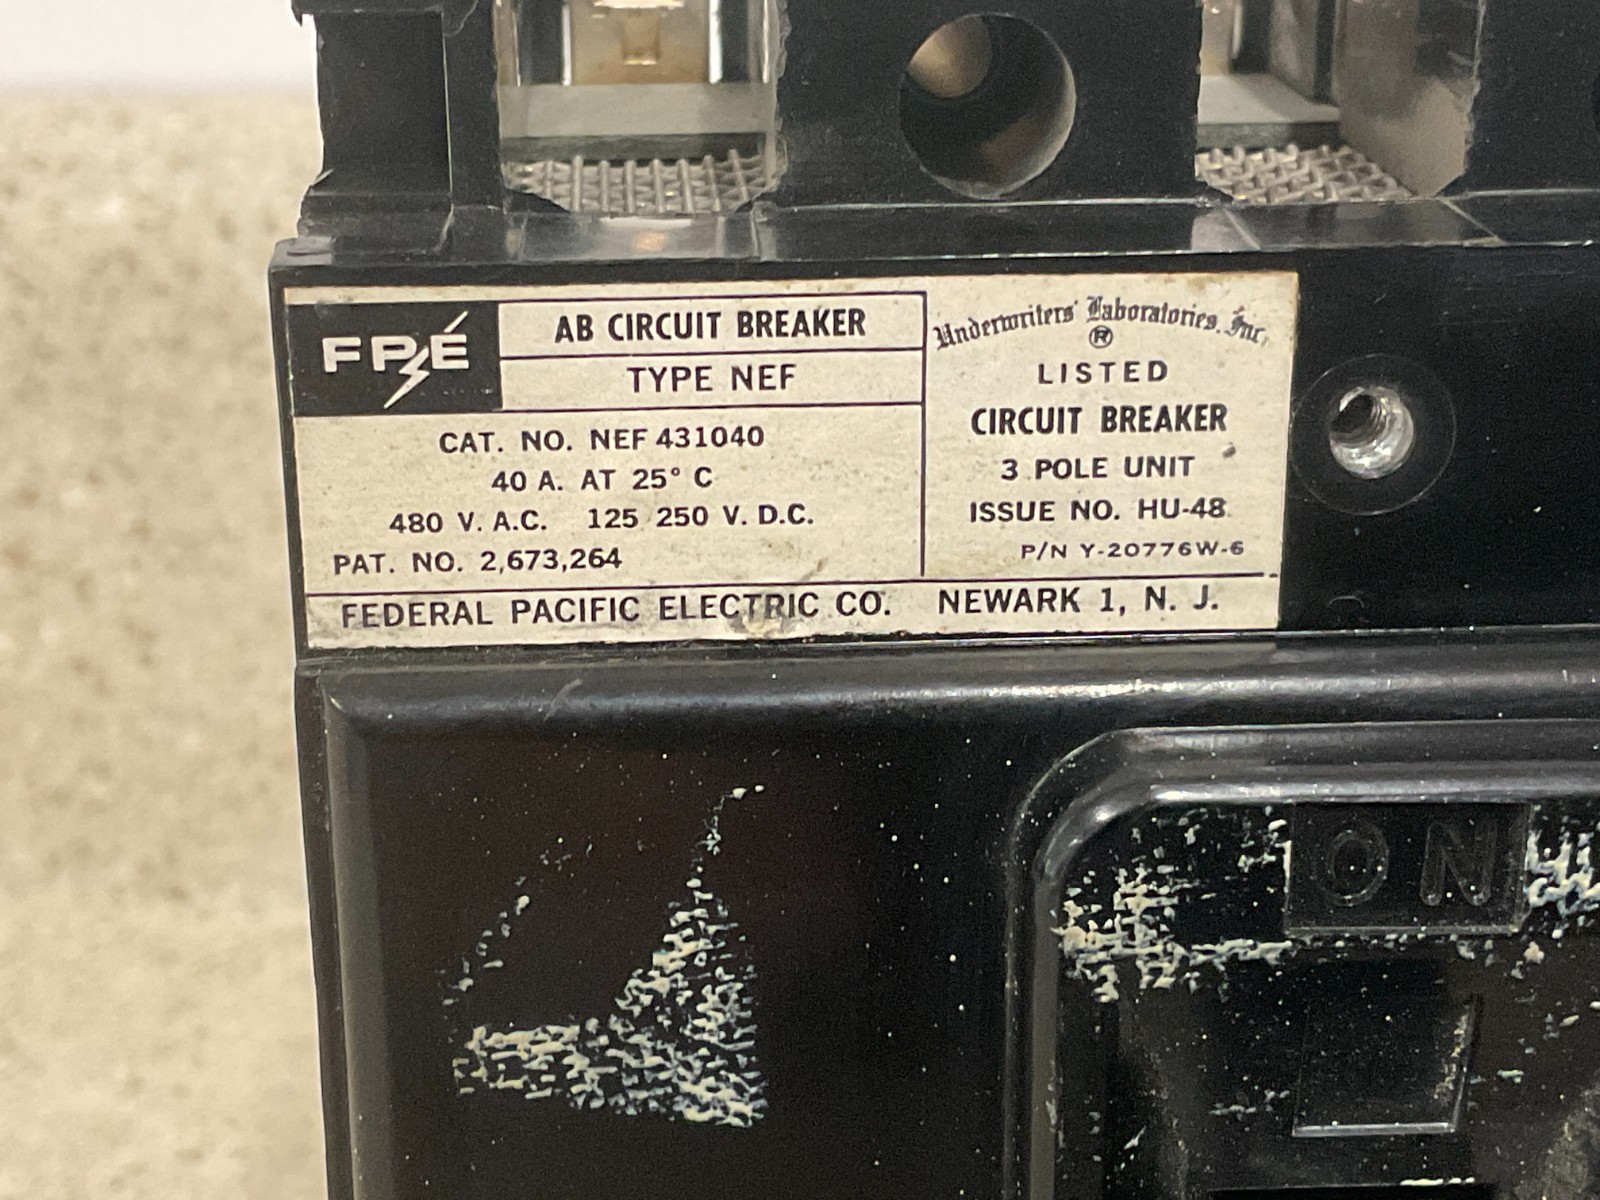 FPE
AB CIRCUIT BREAKER
TYPE NEF
CAT. NO. NEF 431040
40 A. AT 25° C
480 V. A.C. 125 250 V. D.C.
PAT. NO. 2,673,264
Underwriters' Laboratories, Inc.
®
LISTED
CIRCUIT BREAKER
3 POLE UNIT
ISSUE NO. HU-48
P/N Y-20776W-6
FEDERAL PACIFIC ELECTRIC CO. NEWARK 1, N. J.
ON